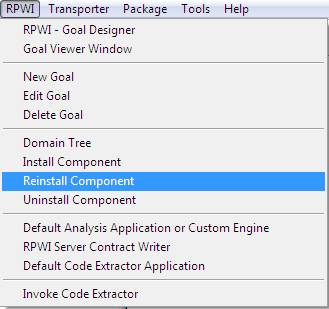 RPWI Transporter Package Tools Help
RPWI - Goal Designer
Goal Viewer Window
New Goal
Edit Goal
Delete Goal
Domain Tree
Install Component
Reinstall Component
Uninstall Component
Default Analysis Application or Custom Engine
RPWI Server Contract Writer
Default Code Extractor Application
Invoke Code Extractor